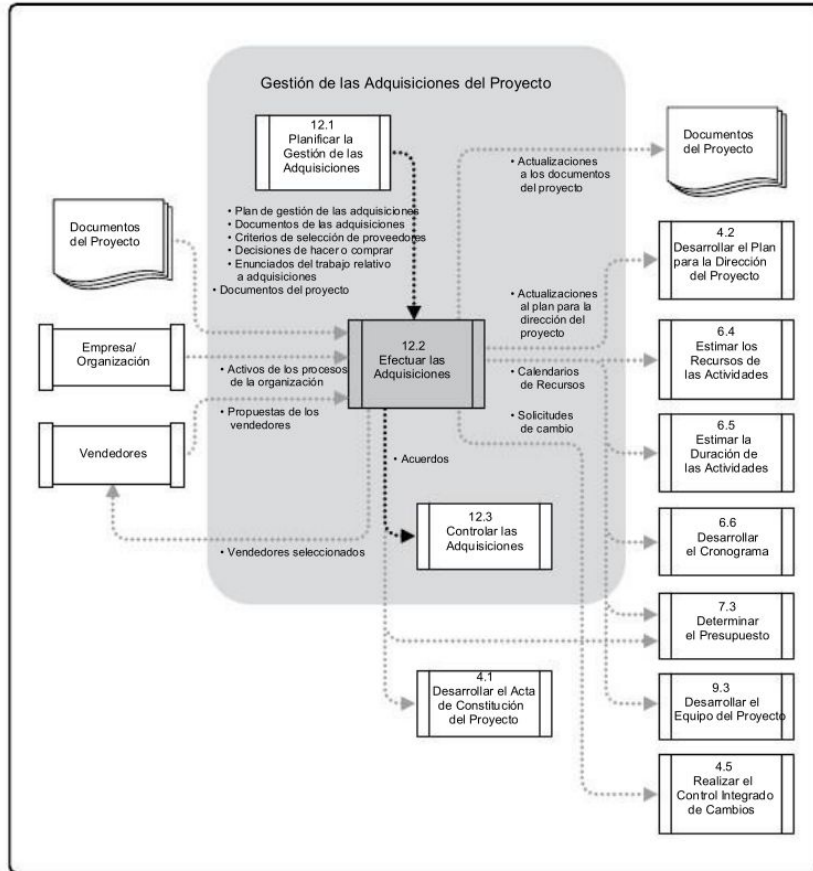 Gestión de las Adquisiciones del Proyecto
12.1
Planificar la
Gestión de las
Adquisiciones
Documentos
del Proyecto
• Actualizaciones
a los documentos
del proyecto
• Plan de gestión de las adquisiciones
• Documentos de las adquisiciones
• Criterios de selección de proveedores
• Decisiones de hacer o comprar
• Enunciados del trabajo relativo
a adquisiciones
• Documentos del proyecto
Documentos
del Proyecto
4.2
Desarrollar el Plan
para la Dirección
del Proyecto
• Actualizaciones
al plan para la
dirección del
proyecto
Empresa/
Organización
• Activos de los procesos
de la organización
12.2
Efectuar las
Adquisiciones
• Calendarios
de Recursos
6.4
Estimar los
Recursos de
las Actividades
• Propuestas de los
vendedores
• Solicitudes
de cambio
Vendedores
• Acuerdos
6.5
Estimar la
Duración de
las Actividades
12.3
Controlar las
Adquisiciones
• Vendedores seleccionados
6.6
Desarrollar
el Cronograma
7.3
Determinar
el Presupuesto
4.1
Desarrollar el Acta
de Constitución
del Proyecto
9.3
Desarrollar el
Equipo del Proyecto
4.5
Realizar el
Control Integrado
de Cambios